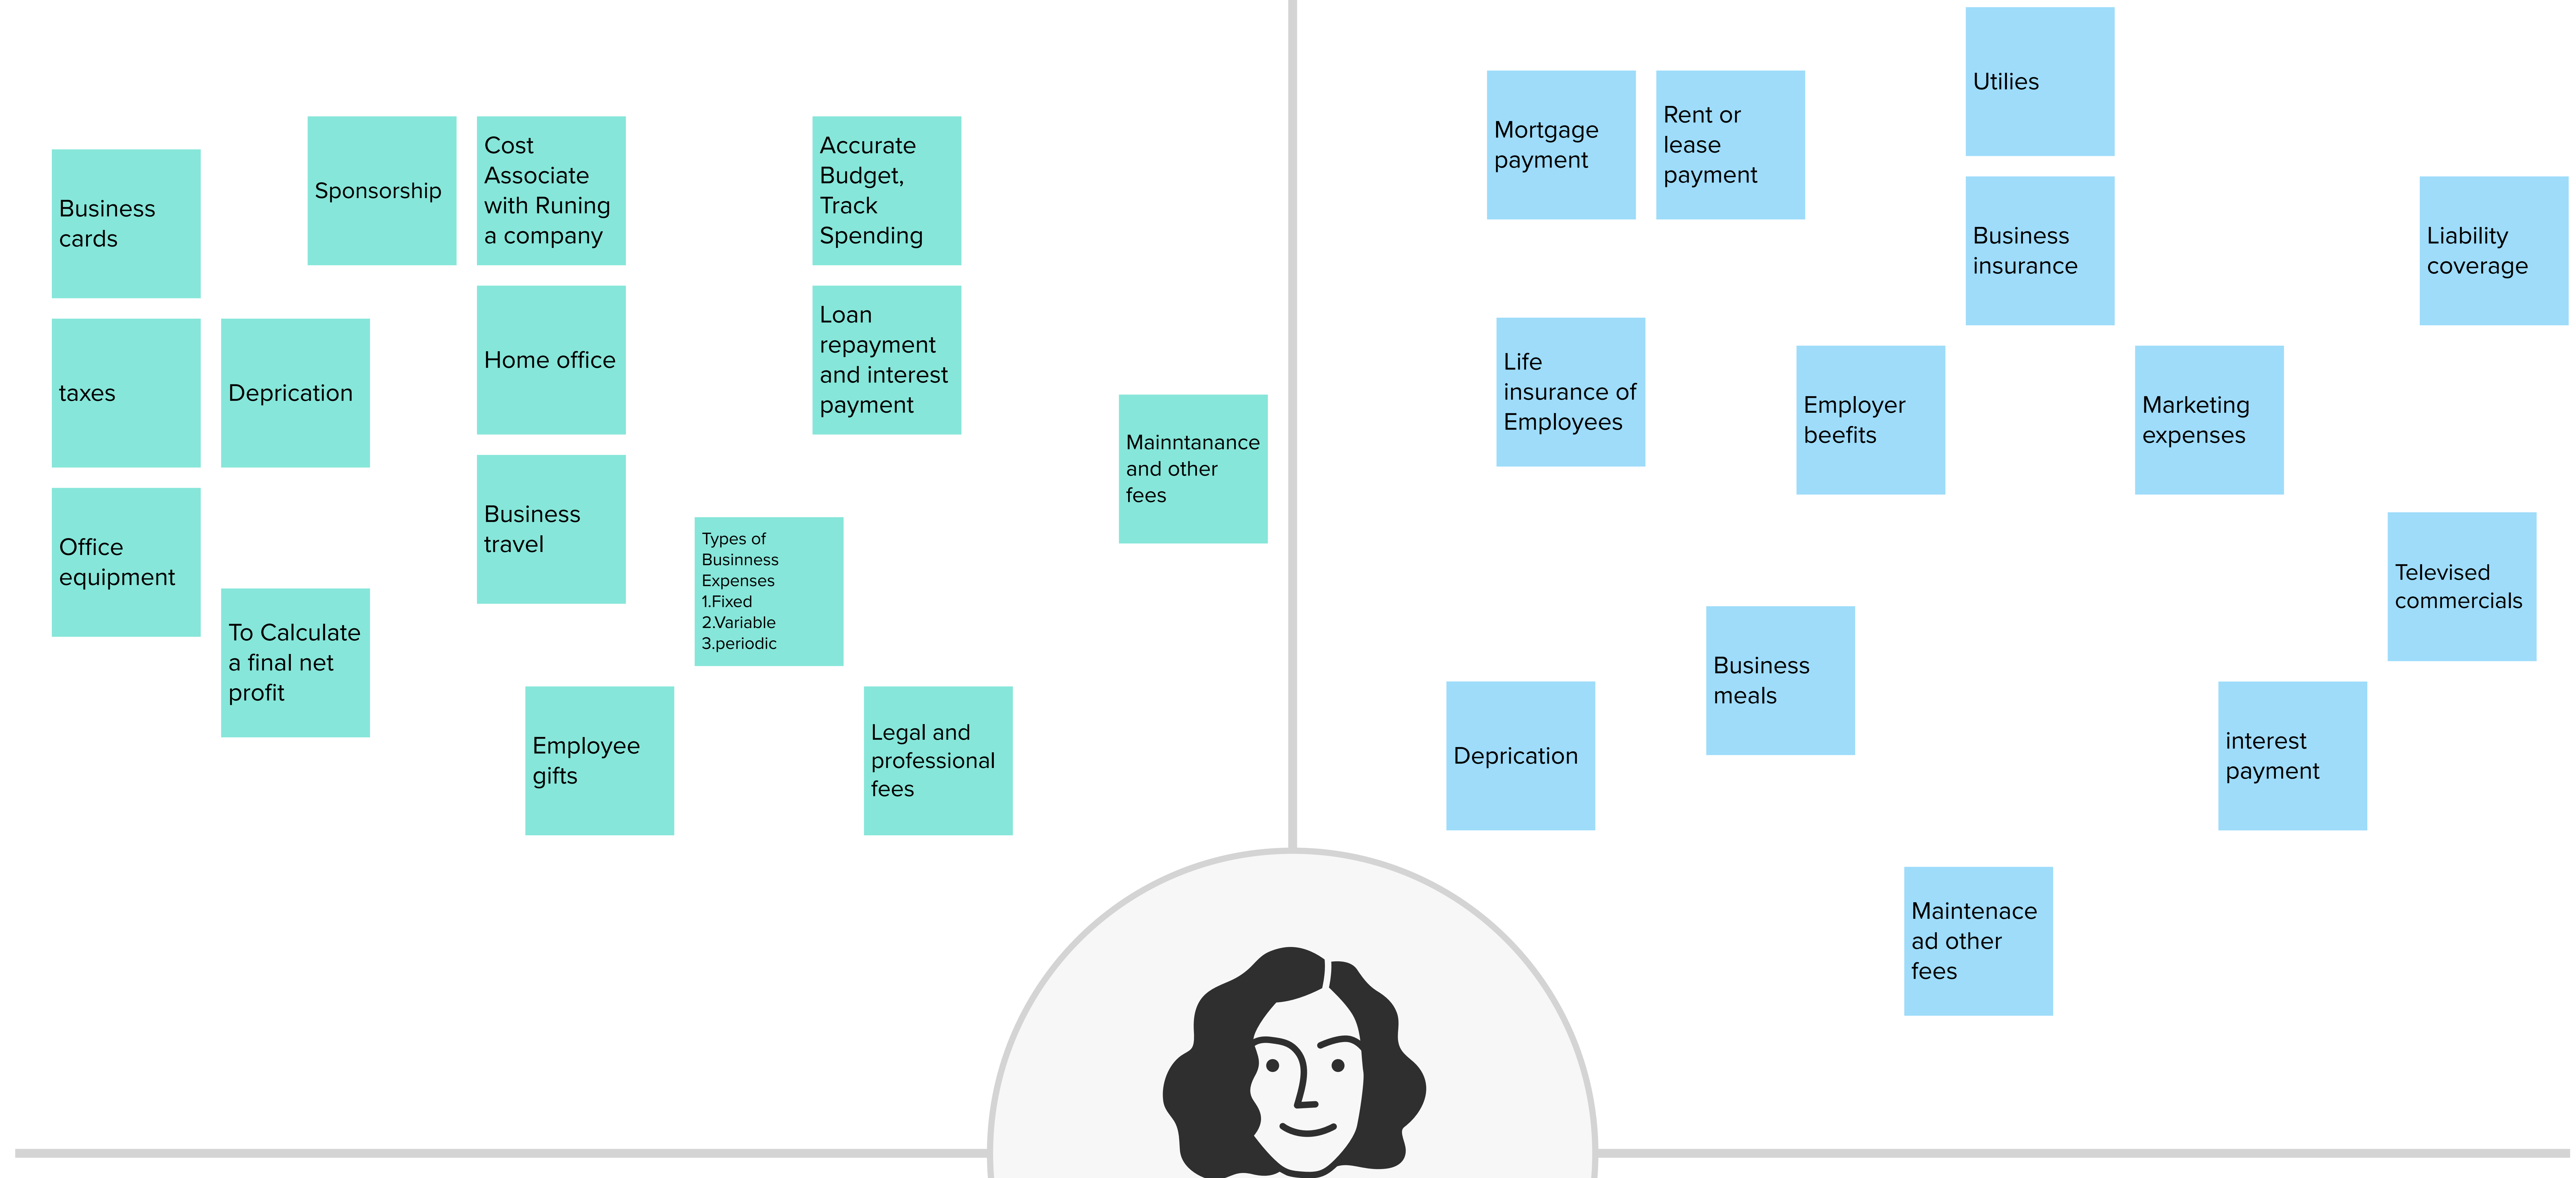 Business
cards
Sponsorship
Cost
Associate
with Runing
a company
Accurate
Budget,
Track
Spending
taxes
Deprication
Home office
Loan
repayment
and interest
payment
Mainntanance
and other
fees
Office
equipment
Business
travel
To Calculate
a final net
profit
Types of
Businness
Expenses
1.Fixed
2.Variable
3.periodic
Employee
gifts
Legal and
professional
fees
Mortgage
payment
Rent or
lease
payment
Utilies
Business
insurance
Liability
coverage
Life
insurance of
Employees
Employer
beefits
Marketing
expenses
Televised
commercials
Business
meals
Deprication
interest
payment
Maintenace
ad other
fees